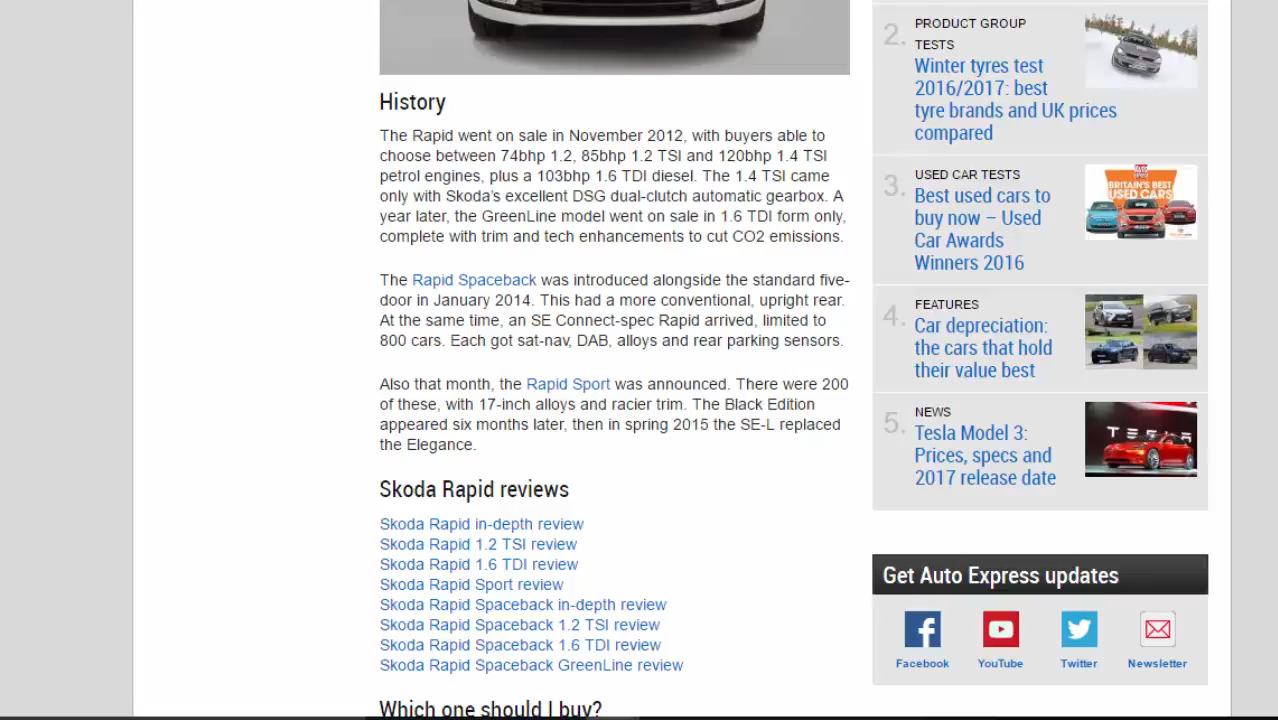 History
The Rapid went on sale in November 2012, with buyers able to
choose between 74bhp 1.2, 85bhp 1.2 TSI and 120bhp 1.4 TSI
petrol engines, plus a 103bhp 1.6 TDI diesel. The 1.4 TSI came
only with Skoda's excellent DSG dual-clutch automatic gearbox. A
year later, the GreenLine model went on sale in 1.6 TDI form only,
complete with trim and tech enhancements to cut CO2 emissions.
The Rapid Spaceback was introduced alongside the standard five-
door in January 2014. This had a more conventional, upright rear.
At the same time, an SE Connect-spec Rapid arrived, limited to
800 cars. Each got sat-nav, DAB, alloys and rear parking sensors.
Also that month, the Rapid Sport was announced. There were 200
of these, with 17-inch alloys and racier trim. The Black Edition
appeared six months later, then in spring 2015 the SE-L replaced
the Elegance.
Skoda Rapid reviews
Skoda Rapid in-depth review
Skoda Rapid 1.2 TSI review
Skoda Rapid 1.6 TDI review
Skoda Rapid Sport review
Skoda Rapid Spaceback in-depth review
Skoda Rapid Spaceback 1.2 TSI review
Skoda Rapid Spaceback 1.6 TDI review
Skoda Rapid Spaceback GreenLine review
Which one should I buy?
2.
PRODUCT GROUP
TESTS
Winter tyres test
2016/2017: best
tyre brands and UK prices
compared
3.
USED CAR TESTS
Best used cars to
buy now – Used
Car Awards
Winners 2016
BRITAIN'S BEST
USED CARS
4.
FEATURES
Car depreciation:
the cars that hold
their value best
5.
NEWS
Tesla Model 3:
Prices, specs and
2017 release date
TESLA
Get Auto Express updates
Facebook
YouTube
Twitter
Newsletter